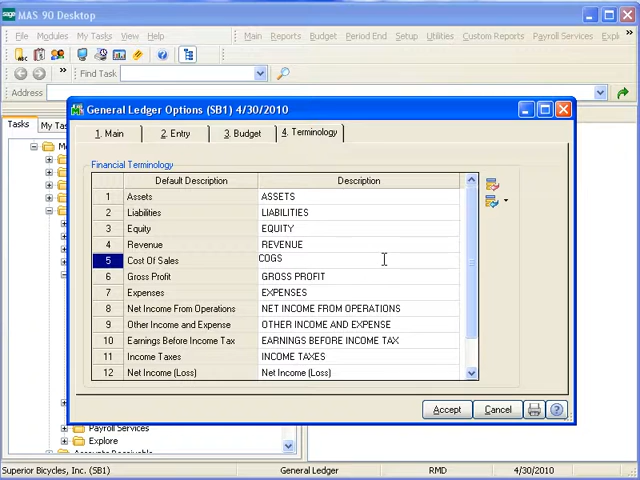 sage MAS 90 Desktop
File Modules My Tasks View Help
Main Reports Budget Period End Setup Utilities Custom Reports Payroll Services
Find Task
Address
Tasks
General Ledger Options (SB1) 4/30/2010
1. Main 2. Entry 3. Budget 4. Terminology
Financial Terminology
Default Description Description
1 Assets ASSETS
2 Liabilities LIABILITIES
3 Equity EQUITY
4 Revenue REVENUE
5 Cost Of Sales COGS
6 Gross Profit GROSS PROFIT
7 Expenses EXPENSES
8 Net Income From Operations NET INCOME FROM OPERATIONS
9 Other Income and Expense OTHER INCOME AND EXPENSE
10 Earnings Before Income Tax EARNINGS BEFORE INCOME TAX
11 Income Taxes INCOME TAXES
12 Net Income (Loss) Net Income (Loss)
Accept Cancel
Payroll Services
Explore
Accounts Receivable
Superior Bicycles, Inc. (SB1) General Ledger RMD 4/30/2010